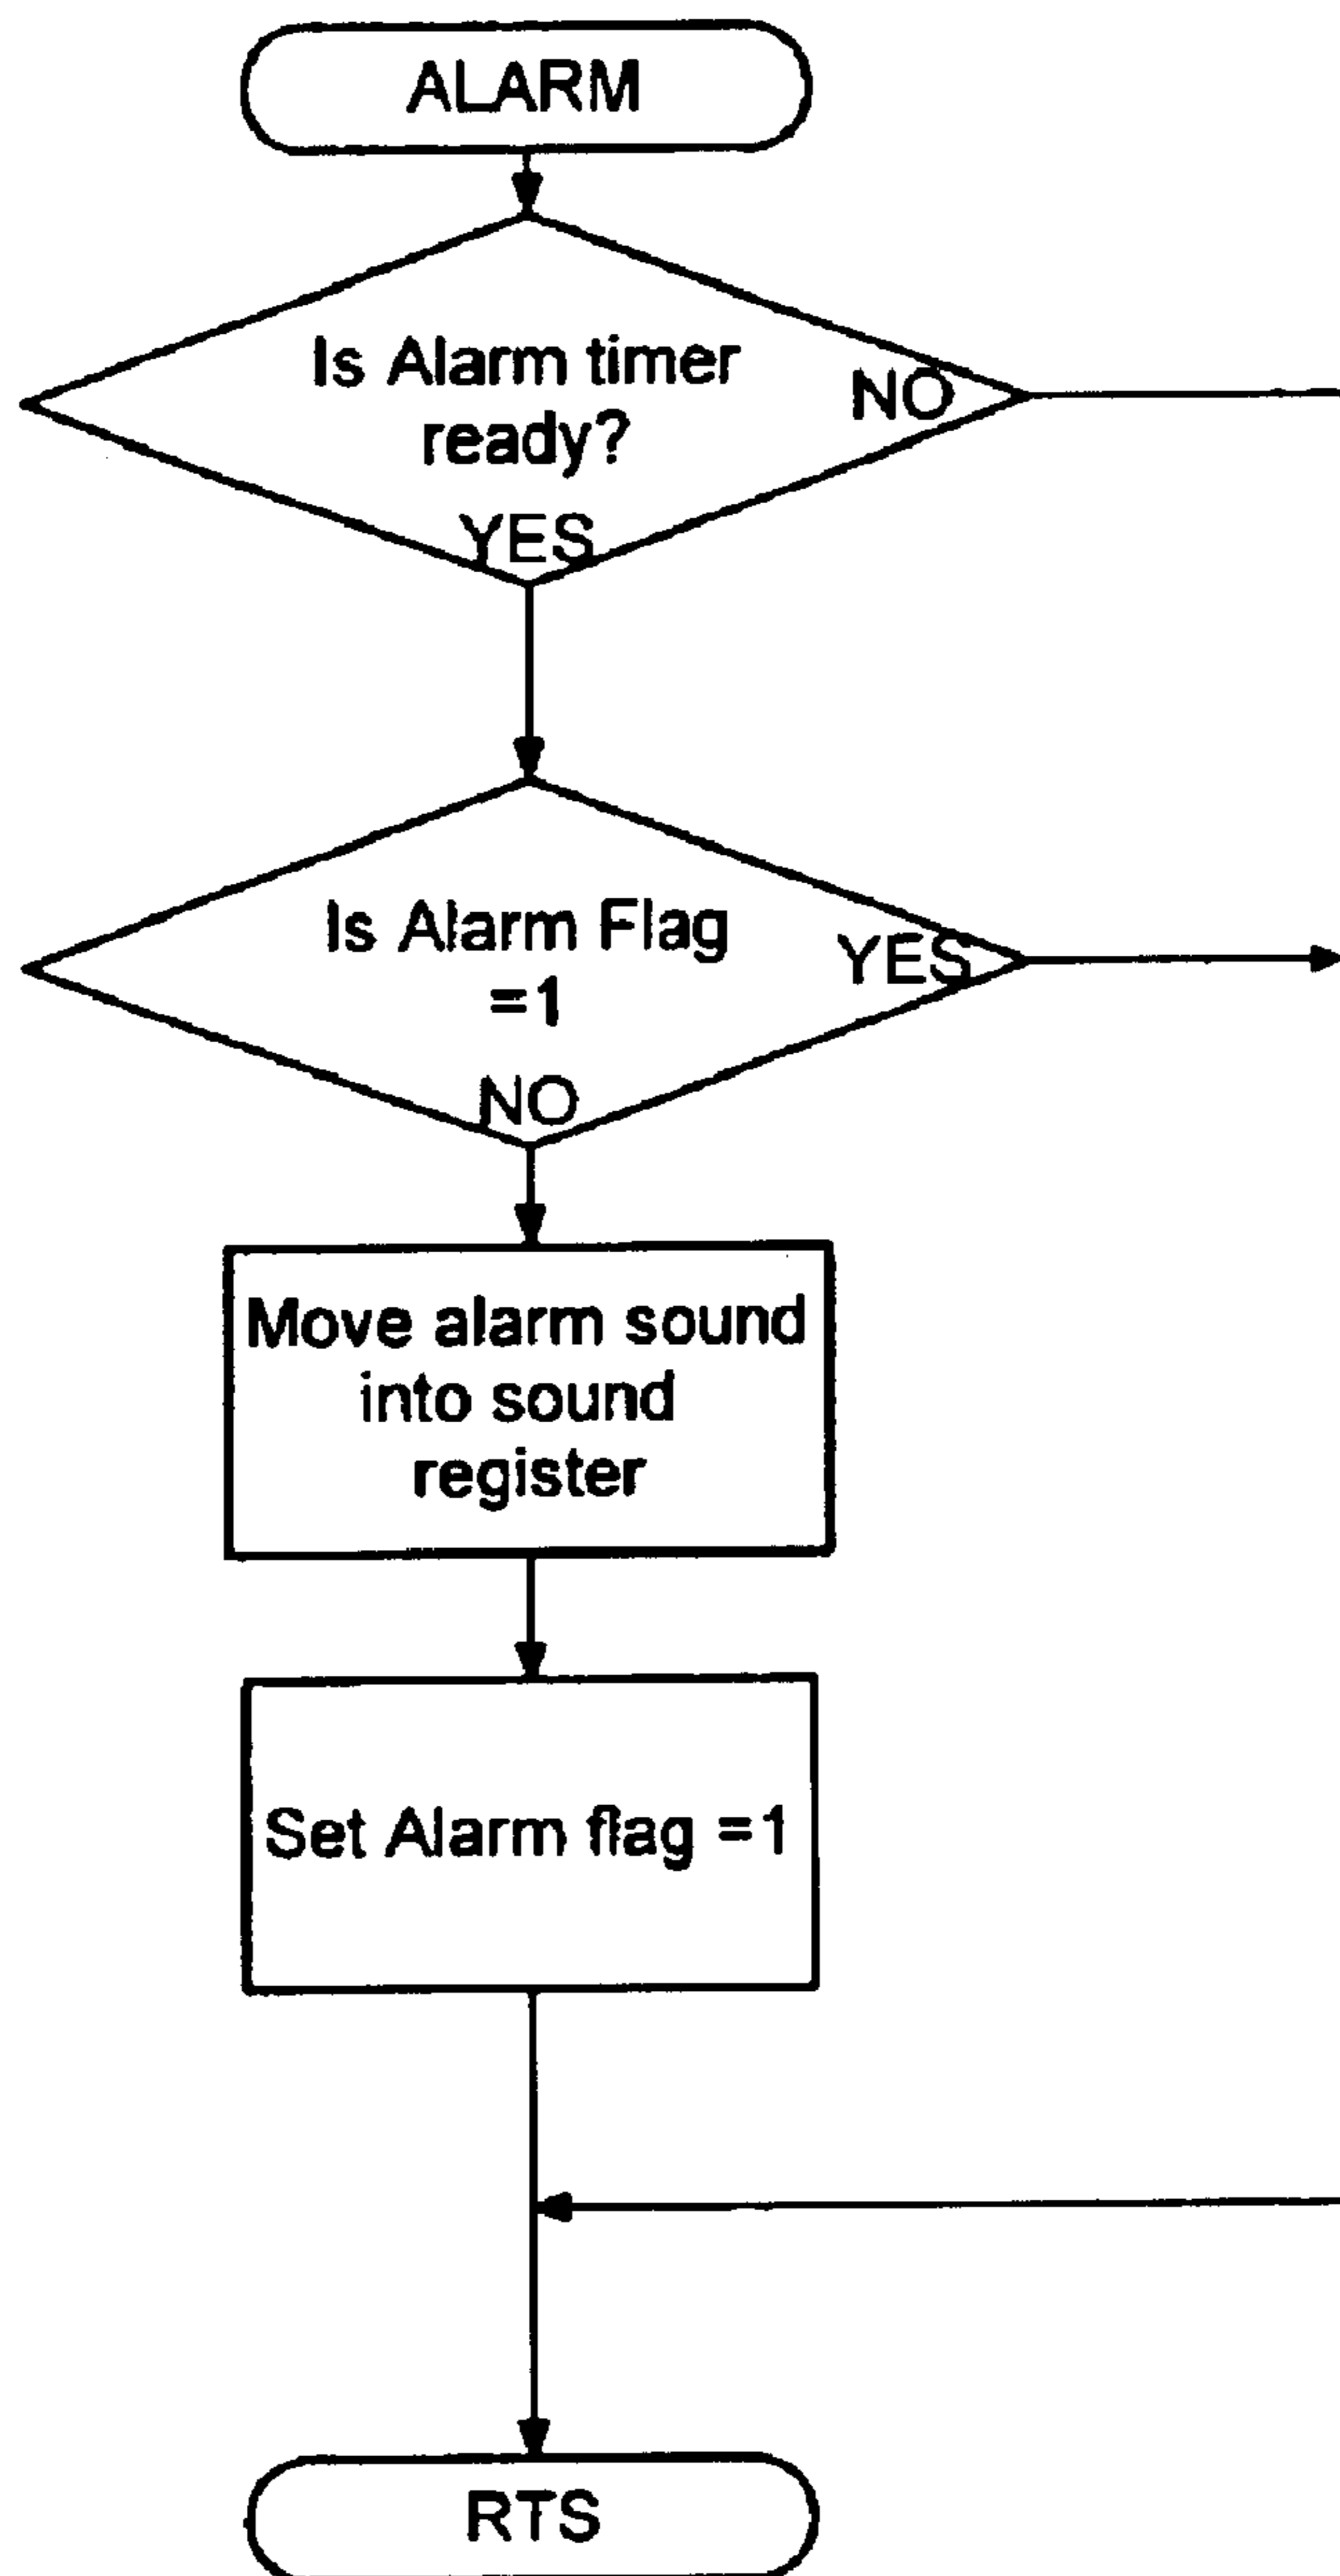 ALARM
Is Alarm timer
ready?
NO
YES
Is Alarm Flag
=1
YES
NO
Move alarm sound
into sound
register
Set Alarm flag =1
RTS